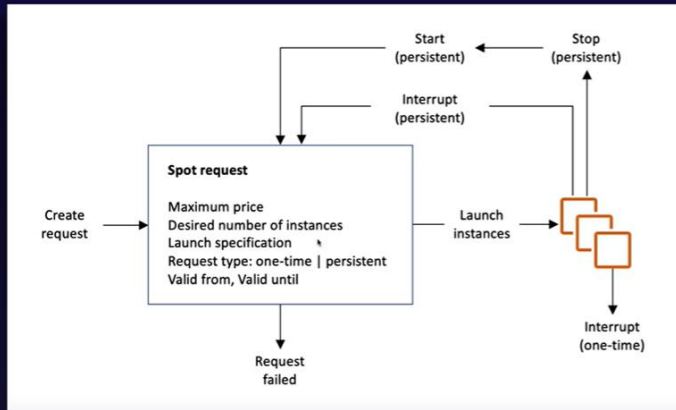 Start
(persistent)
Stop
(persistent)
Interrupt
(persistent)
Spot request
Maximum price
Desired number of instances
Launch specification
Request type: one-time | persistent
Valid from, Valid until
Create
request
Launch
instances
Interrupt
(one-time)
Request
failed